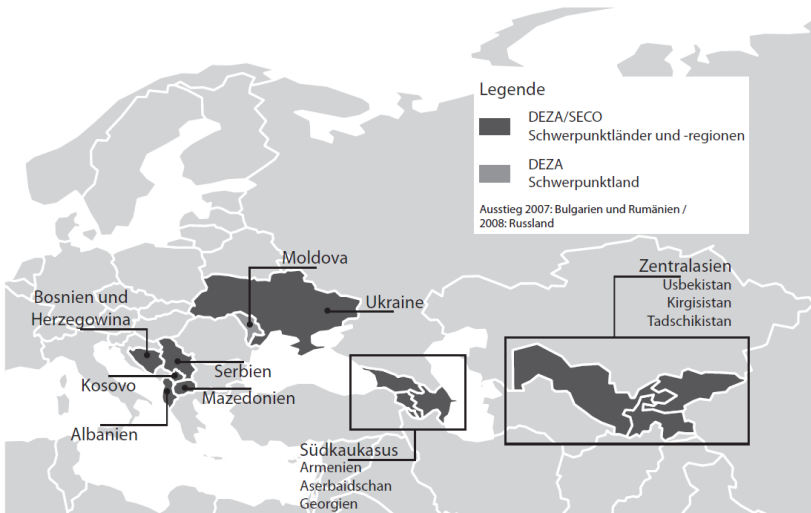 Legende
DEZA/SECO
Schwerpunktländer und -regionen
DEZA
Schwerpunktland
Ausstieg 2007: Bulgarien und Rumänien /
2008: Russland
Moldova
Zentralasien
Usbekistan
Kirgisistan
Tadschikistan
Bosnien und
Herzegowina
Ukraine
Serbien
Kosovo
Mazedonien
Albanien
Südkaukasus
Armenien
Aserbaidschan
Georgien